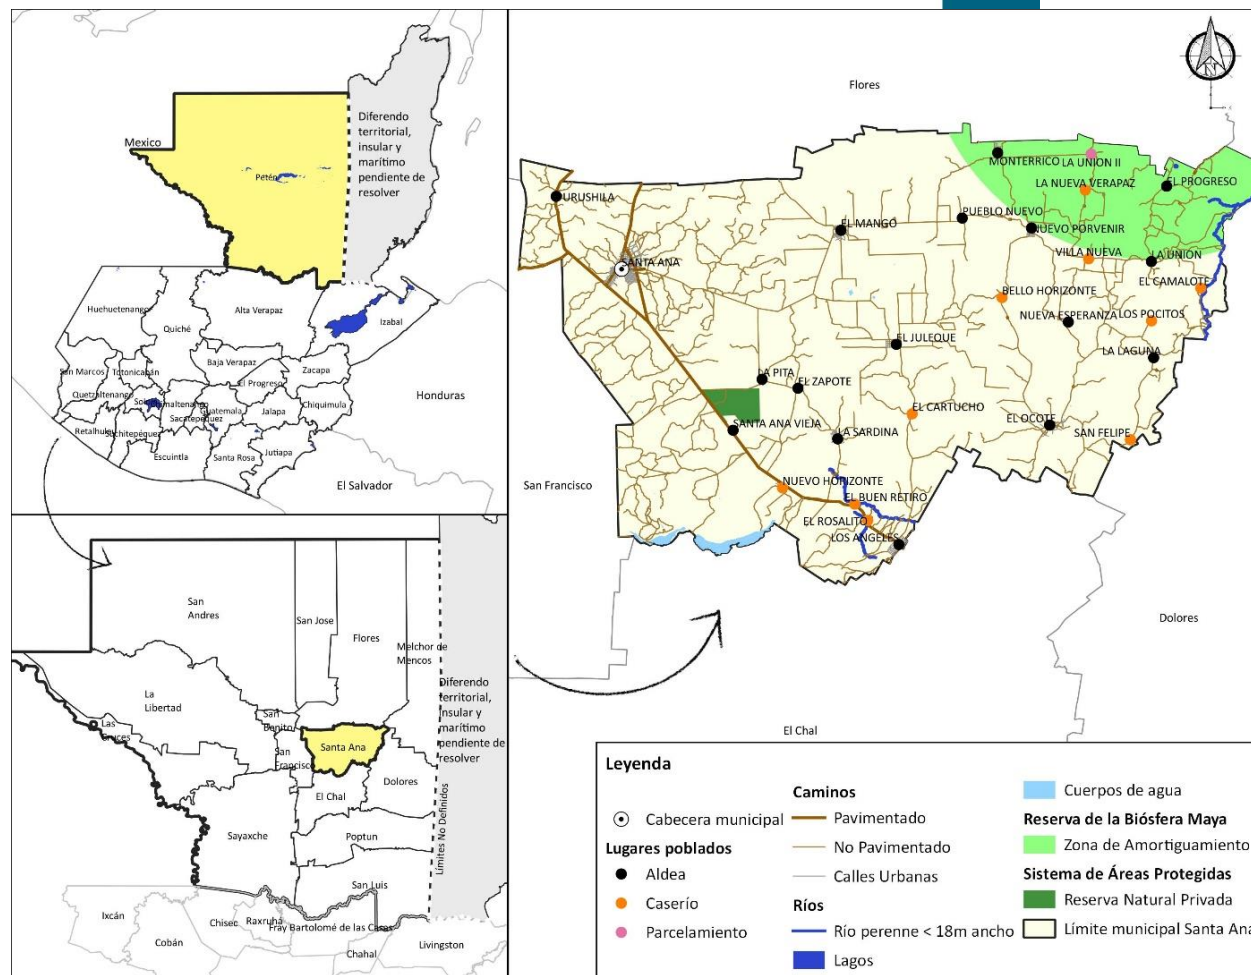 Mexico
Petén
Diferendo
territorial,
insular y
marítimo
pendiente de
resolver
Huehuetenango
Quiché
Alta Verapaz
Izabal
San Marcos
Totonicapán
Baja Verapaz
Zacapa
El Progreso
Quetzaltenango
Guatemala
Sacatepéquez
Jalapa
Chiquimula
Retalhuleu
Suchitepéquez
Escuintla
Santa Rosa
Jutiapa
Honduras
El Salvador
San
Andres
San Jose
Flores
Melchor de
Mencos
La
Libertad
Las
Cruces
San
Benito
San
Francisco
Santa Ana
Dolores
El Chal
Sayaxche
Poptun
San Luis
Diferendo
territorial,
insular y
marítimo
pendiente de
resolver
Límites No Definidos
Ixcán
Chisec
Raxruhá
Fray Bartolomé de las Casas
Cobán
Chahal
Livingston
N
Flores
MONTERRICO
LA UNION II
LA NUEVA VERAPAZ
EL PROGRESO
PURUSHILA
PUEBLO NUEVO
EL MANGO
NUEVO PORVENIR
SANTA ANA
VILLA NUEVA
LA UNION
EL CAMALOTE
BELLO HORIZONTE
NUEVA ESPERANZA
LOS POCITOS
EL JULEQUE
LA LAGUNA
LA PITA
EL ZAPOTE
EL CARTUCHO
SANTA ANA VIEJA
LA SARDINA
EL OCOTE
SAN FELIPE
San Francisco
NUEVO HORIZONTE
EL BUEN RETIRO
EL ROSALITO
LOS ANGELES
Dolores
El Chal
Leyenda
Cabecera municipal
Lugares poblados
Aldea
Caserío
Parcelamiento
Caminos
Pavimentado
No Pavimentado
Calles Urbanas
Ríos
Río perenne < 18m ancho
Lagos
Cuerpos de agua
Reserva de la Biósfera Maya
Zona de Amortiguamiento
Sistema de Áreas Protegidas
Reserva Natural Privada
Límite municipal Santa Ana